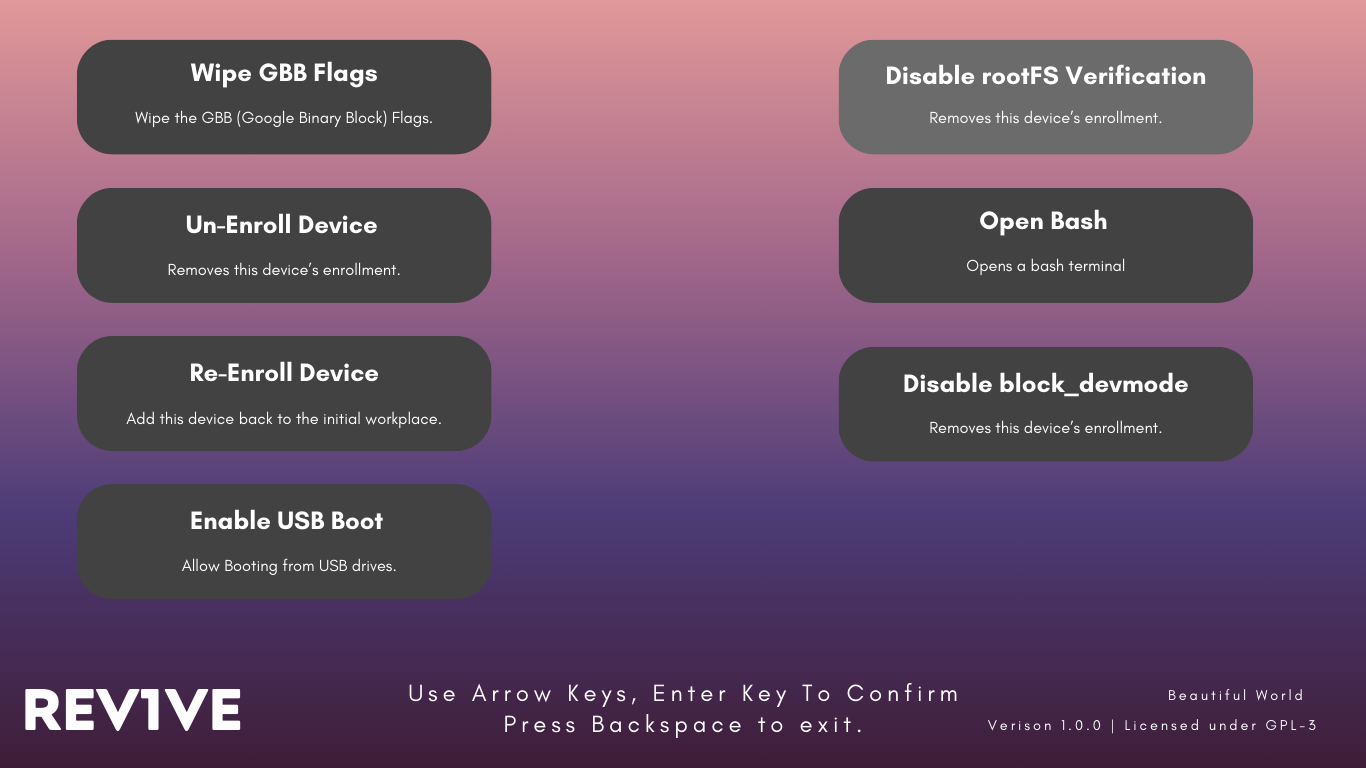 Wipe GBB Flags
Wipe the GBB (Google Binary Block) Flags.
Un-Enroll Device
Removes this device's enrollment.
Re-Enroll Device
Add this device back to the initial workplace.
Enable USB Boot
Allow Booting from USB drives.
Disable rootFS Verification
Removes this device's enrollment.
Open Bash
Opens a bash terminal
Disable block_devmode
Removes this device's enrollment.
REV1VE
Use Arrow Keys, Enter Key To Confirm
Press Backspace to exit.
Beautiful World
Verison 1.0.0 | Licensed under GPL-3